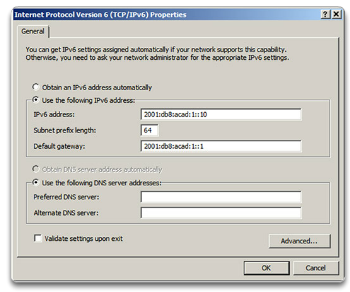 Internet Protocol Version 6 (TCP/IPv6) Properties
General
You can get IPv6 settings assigned automatically if your network supports this capability.
Otherwise, you need to ask your network administrator for the appropriate IPv6 settings.
Obtain an IPv6 address automatically
Use the following IPv6 address:
IPv6 address: 2001:db8:acad:1::10
Subnet prefix length: 64
Default gateway: 2001:db8:acad:1::1
Obtain DNS server address automatically
Use the following DNS server addresses:
Preferred DNS server:
Alternate DNS server:
Validate settings upon exit
Advanced...
OK Cancel